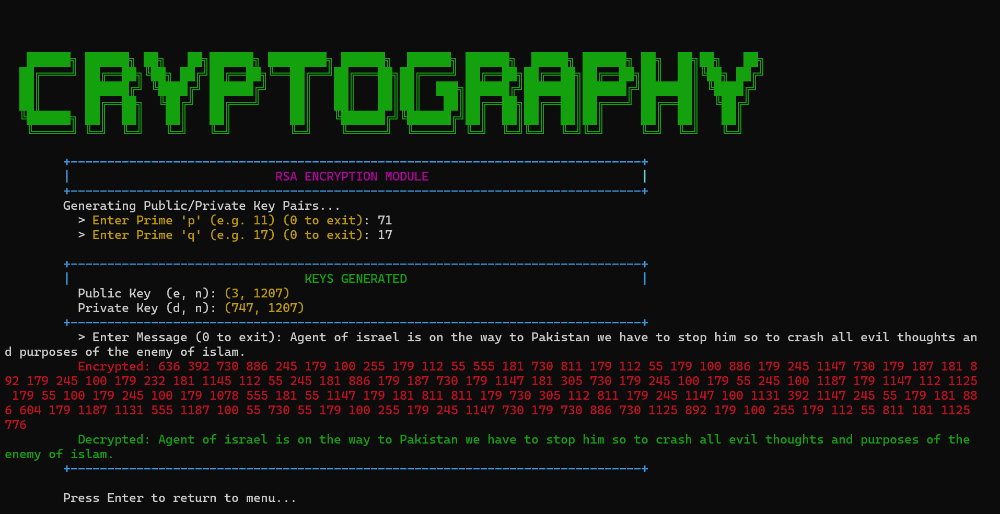 CRYPTOGRAPHY
RSA ENCRYPTION MODULE
Generating Public/Private Key Pairs...
> Enter Prime 'p' (e.g. 11) (0 to exit): 71
> Enter Prime 'q' (e.g. 17) (0 to exit): 17
KEYS GENERATED
Public Key  (e, n): (3, 1207)
Private Key (d, n): (747, 1207)
> Enter Message (0 to exit): Agent of israel is on the way to Pakistan we have to stop him so to crash all evil thoughts an
d purposes of the enemy of islam.
Encrypted: 636 392 730 886 245 179 100 255 179 112 55 555 181 730 811 179 112 55 179 100 886 179 245 1147 730 179 187 181 8
92 179 245 100 179 232 181 1145 112 55 245 181 886 179 187 730 179 1147 181 305 730 179 245 100 179 55 245 100 1187 179 1147 112 1125
179 55 100 179 245 100 179 1078 555 181 55 1147 179 181 811 811 179 730 305 112 811 179 245 1147 100 1131 392 1147 245 55 179 181 88
6 604 179 1187 1131 555 1187 100 55 730 55 179 100 255 179 245 1147 730 179 730 886 730 1125 892 179 100 255 179 112 55 811 181 1125
776
Decrypted: Agent of israel is on the way to Pakistan we have to stop him so to crash all evil thoughts and purposes of the
enemy of islam.
Press Enter to return to menu...